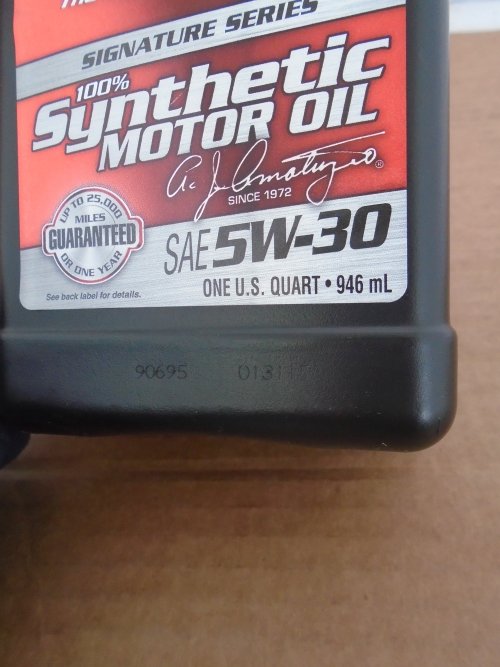 SIGNATURE SERIES
100%
Synthetic
MOTOR OIL
SINCE 1972
UP TO 25,000
MILES
GUARANTEED
OR ONE YEAR
See back label for details.
SAE 5W-30
ONE U.S. QUART • 946 mL
90695